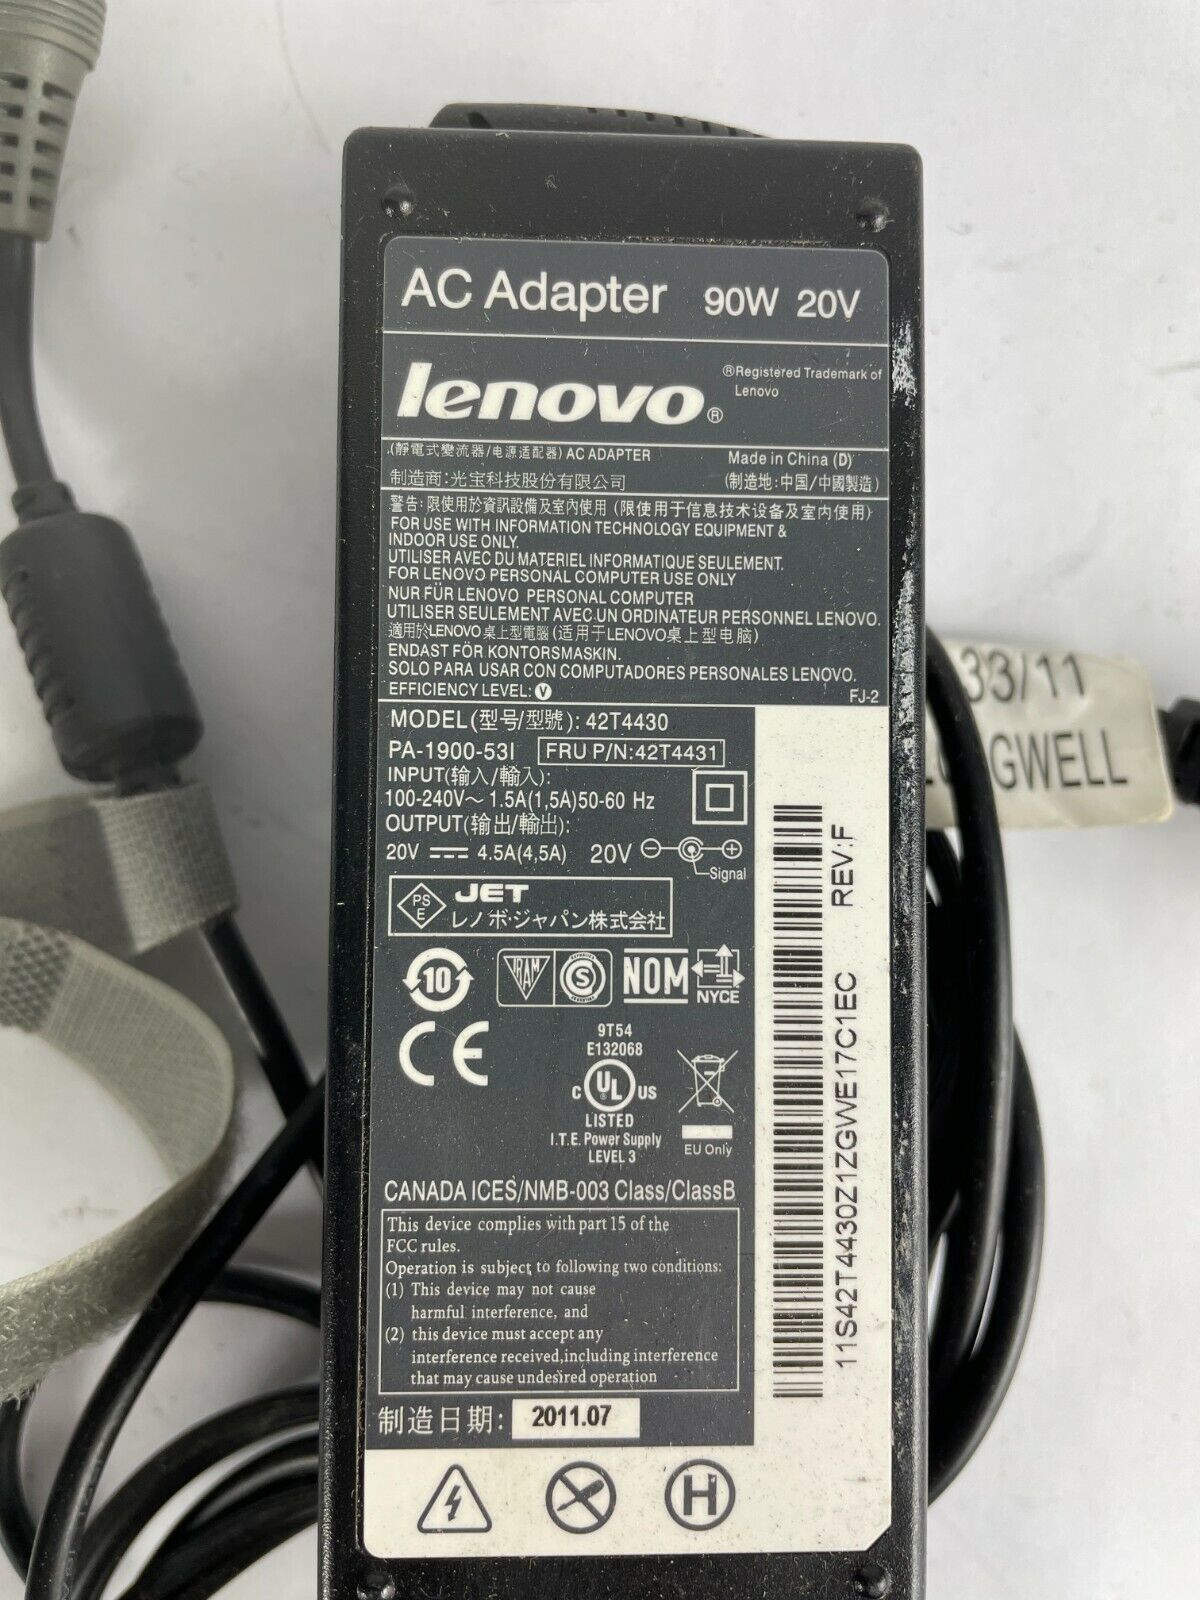 AC Adapter 90W 20V
lenovo® ®Registered Trademark of
Lenovo
(靜電式變流器/电源适配器) AC ADAPTER Made in China (D)
制造商:光宝科技股份有限公司 (制造地:中国/中國製造)
警告:限使用於資訊設備及室內使用 (限使用于信息技术设备及室内使用)
FOR USE WITH INFORMATION TECHNOLOGY EQUIPMENT &
INDOOR USE ONLY.
UTILISER AVEC DU MATERIEL INFORMATIQUE SEULEMENT.
FOR LENOVO PERSONAL COMPUTER USE ONLY
NUR FÜR LENOVO PERSONAL COMPUTER
UTILISER SEULEMENT AVEC UN ORDINATEUR PERSONNEL LENOVO.
適用於LENOVO桌上型電腦 (适用于LENOVO桌上型电脑)
ENDAST FÖR KONTORSMASKIN.
SOLO PARA USAR CON COMPUTADORES PERSONALES LENOVO.
EFFICIENCY LEVEL: V FJ-2
MODEL(型号/型號): 42T4430
PA-1900-53I FRU P/N:42T4431
INPUT(输入/輸入):
100-240V~ 1.5A(1,5A)50-60 Hz
OUTPUT(输出/輸出):
20V 4.5A(4,5A) 20V
Signal
PS
E
JET
レノボ・ジャパン株式会社
10 IRAM S NOM
NYCE
CE
9T54
E132068
C UL US
LISTED
I.T.E. Power Supply
LEVEL 3
EU Only
CANADA ICES/NMB-003 Class/ClassB
This device complies with part 15 of the
FCC rules.
Operation is subject to following two conditions:
(1) This device may not cause
harmful interference, and
(2) this device must accept any
interference received,including interference
that may cause undesired operation
制造日期: 2011.07
H
11S42T4430Z1ZGWE17C1EC REV:F
33/11
GWELL